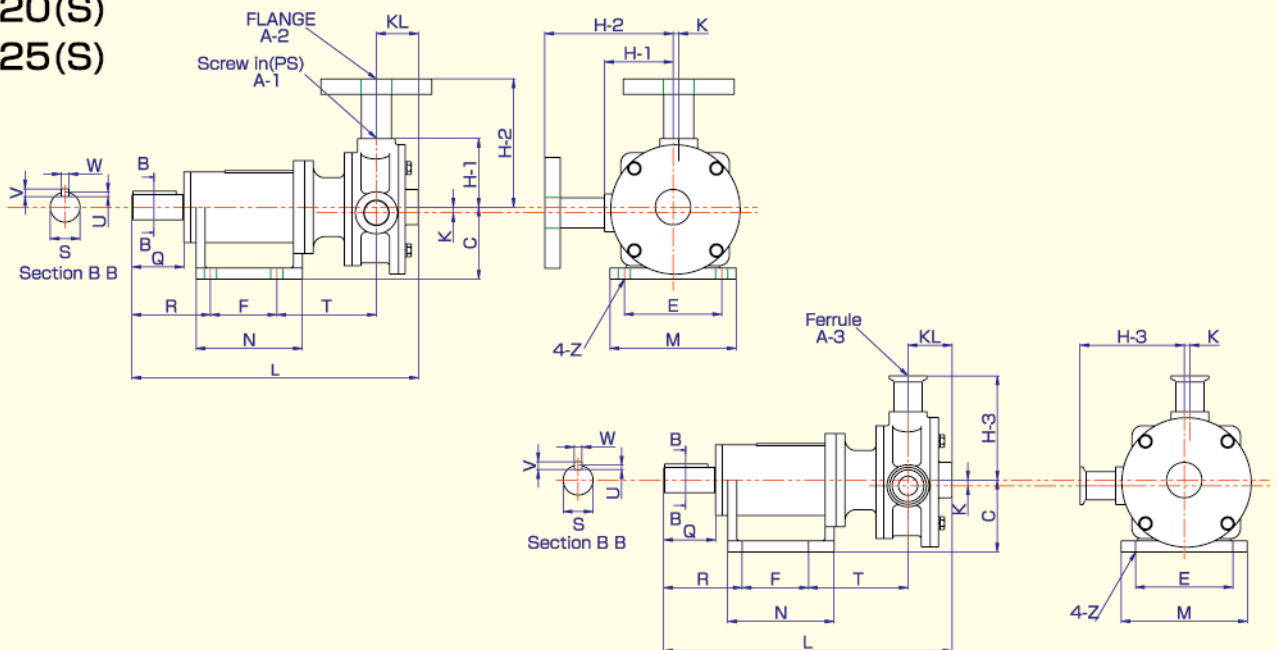 20(S)
25(S)
FLANGE
A-2
KL
Screw in(PS)
A-1
H-2
H-1
K
C
V
W
U
S
Section B B
B
B
Q
R
F
T
N
L
H-2
K
H-1
4-Z
E
M
Ferrule
A-3
KL
H-3
K
C
V
W
U
S
Section B B
B
B
Q
R
F
T
N
L
H-3
K
4-Z
E
M